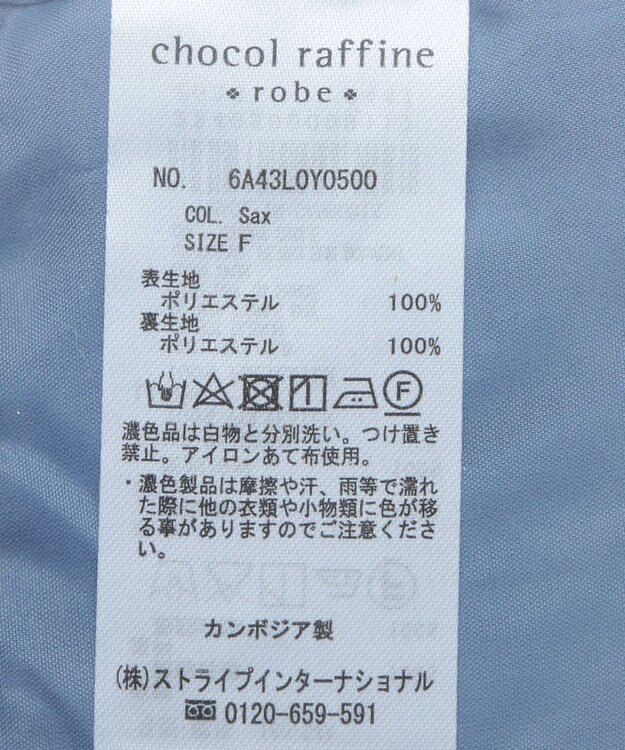 chocol raffine
robe
NO. 6A43L0Y0500
COL. Sax
SIZE F
表生地
ポリエステル 100%
裏生地
ポリエステル 100%
F
濃色品は白物と分別洗い。つけ置き
禁止。アイロンあて布使用。
・濃色製品は摩擦や汗、雨等で濡れ
た際に他の衣類や小物類に色が移
る事がありますのでご注意くださ
い。
カンボジア製
(株)ストライプインターナショナル
0120-659-591